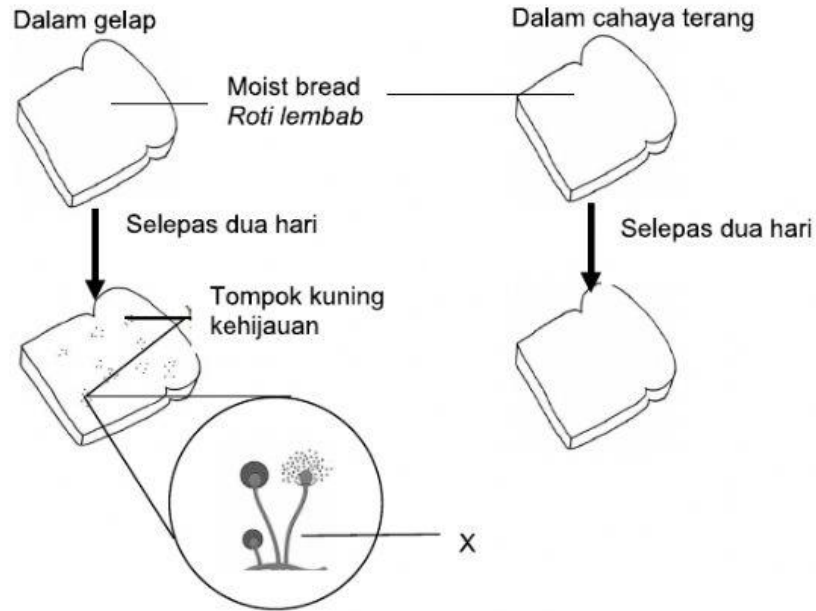 Dalam gelap
Dalam cahaya terang
Moist bread
Roti lembab
Selepas dua hari
Selepas dua hari
Tompok kuning
kehijauan
X